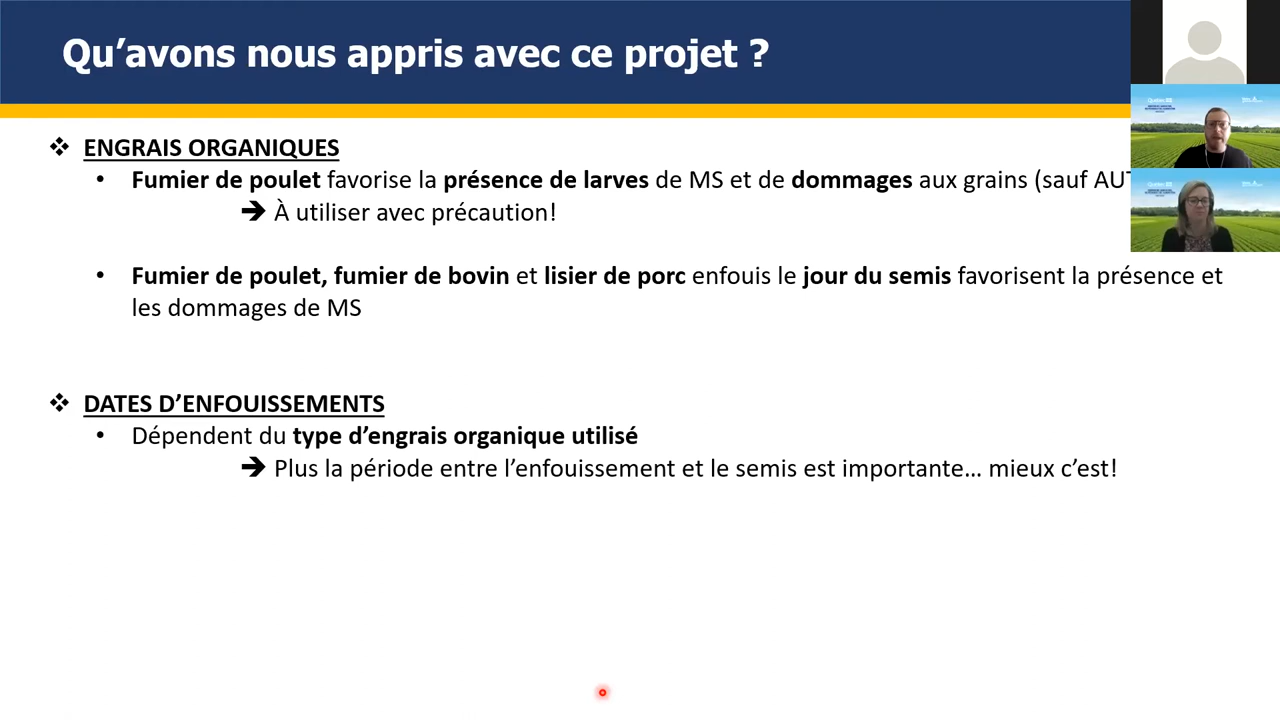 Qu’avons nous appris avec ce projet ?
❖ ENGRAIS ORGANIQUES
• Fumier de poulet favorise la présence de larves de MS et de dommages aux grains (sauf AUT
➔ À utiliser avec précaution!
• Fumier de poulet, fumier de bovin et lisier de porc enfouis le jour du semis favorisent la présence et
les dommages de MS
❖ DATES D’ENFOUISSEMENTS
• Dépendent du type d’engrais organique utilisé
➔ Plus la période entre l’enfouissement et le semis est importante… mieux c’est!
Québec
Québec